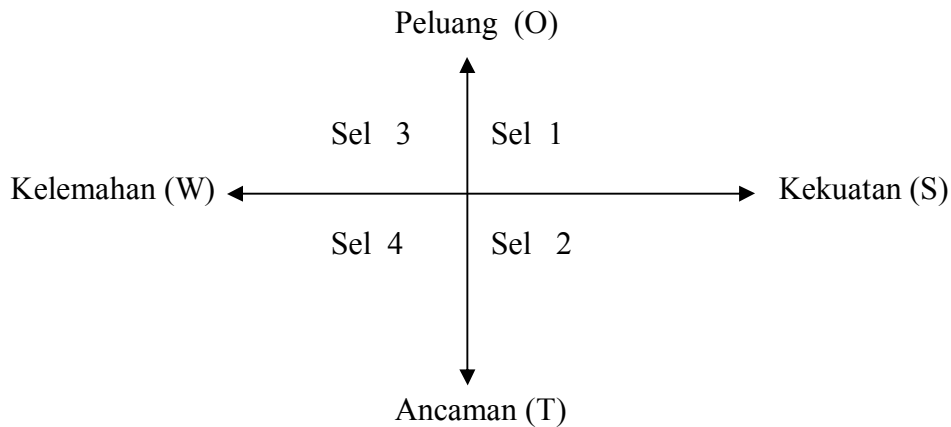 Peluang (O)
Sel 3 Sel 1
Kelemahan (W) Kekuatan (S)
Sel 4 Sel 2
Ancaman (T)